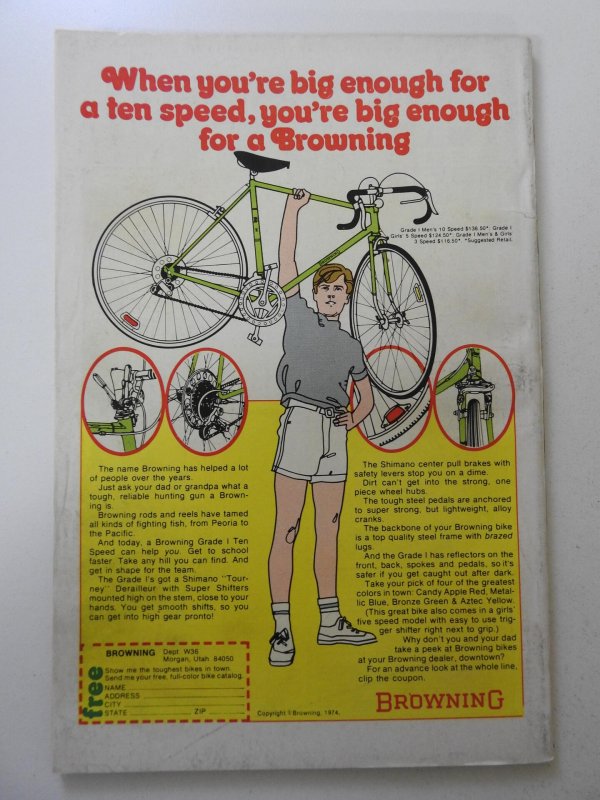 When you're big enough for
a ten speed, you're big enough
for a Browning
Grade I Men's 10 Speed $136.50*. Grade I
Girls' 5 Speed $124.50*. Grade I Men's & Girls'
3 Speed $116.50*. *Suggested Retail.
The name Browning has helped a lot
of people over the years.
Just ask your dad or grandpa what a
tough, reliable hunting gun a Brown-
ing is.
Browning rods and reels have tamed
all kinds of fighting fish, from Peoria to
the Pacific.
And today, a Browning Grade I Ten
Speed can help you. Get to school
faster. Take any hill you can find. And
get in shape for the team.
The Grade I's got a Shimano "Tour-
ney" Derailleur with Super Shifters
mounted high on the stem, close to your
hands. You get smooth shifts, so you
can get into high gear pronto!
The Shimano center pull brakes with
safety levers stop you on a dime.
Dirt can't get into the strong, one
piece wheel hubs.
The tough steel pedals are anchored
to super strong, but lightweight, alloy
cranks.
The backbone of your Browning bike
is a top quality steel frame with brazed
lugs.
And the Grade I has reflectors on the
front, back, spokes and pedals, so it's
safer if you get caught out after dark.
Take your pick of four of the greatest
colors in town: Candy Apple Red, Metal-
lic Blue, Bronze Green & Aztec Yellow.
(This great bike also comes in a girls'
five speed model with easy to use trig-
ger shifter right next to grip.)
Why don't you and your dad
take a peek at Browning bikes
at your Browning dealer, downtown?
For an advance look at the whole line,
clip the coupon.
BROWNING Dept. W36
Morgan, Utah 84050
free
Show me the toughest bikes in town.
Send me your free, full-color bike catalog.
NAME
ADDRESS
CITY
STATE ZIP
Copyright © Browning, 1974.
BROWNING